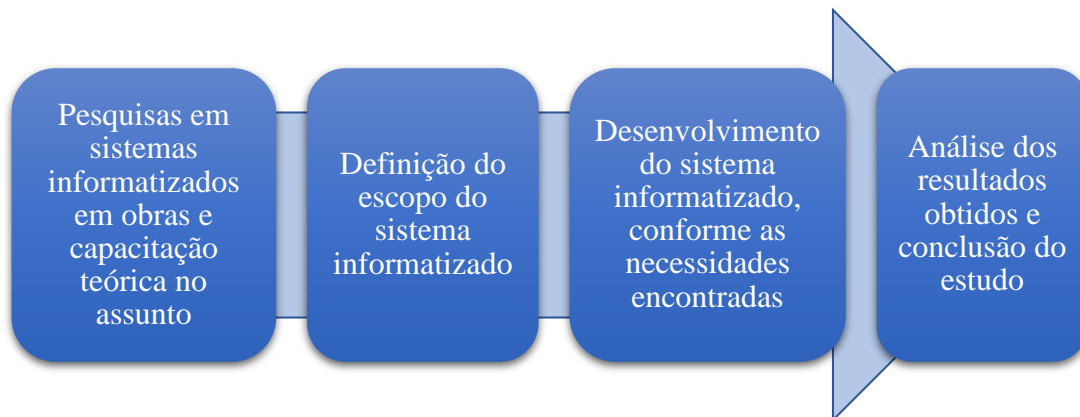 Pesquisas em
sistemas
informatizados
em obras e
capacitação
teórica no
assunto
Definição do
escopo do
sistema
informatizado
Desenvolvimento
do sistema
informatizado,
conforme as
necessidades
encontradas
Análise dos
resultados
obtidos e
conclusão do
estudo